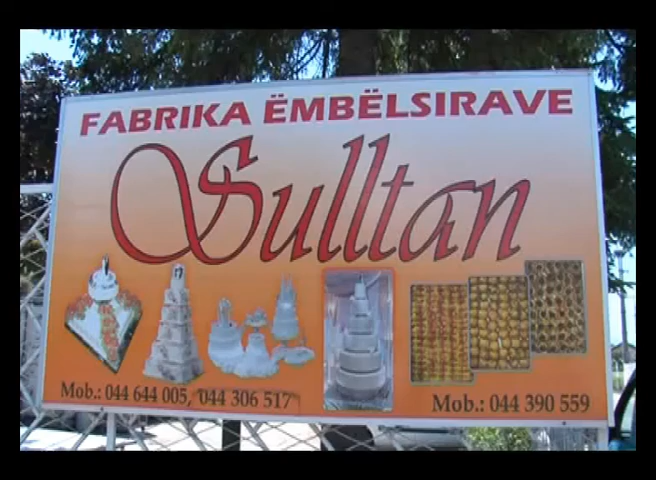 FABRIKA ËMBËLSIRAVE
Sulltan
Mob.: 044 644 005, 044 306 517
Mob.: 044 390 559